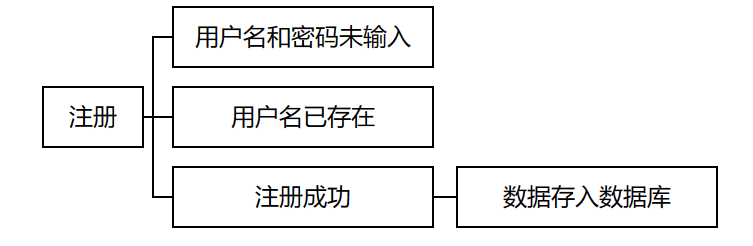 用户名和密码未输入
注册
用户名已存在
注册成功
数据存入数据库